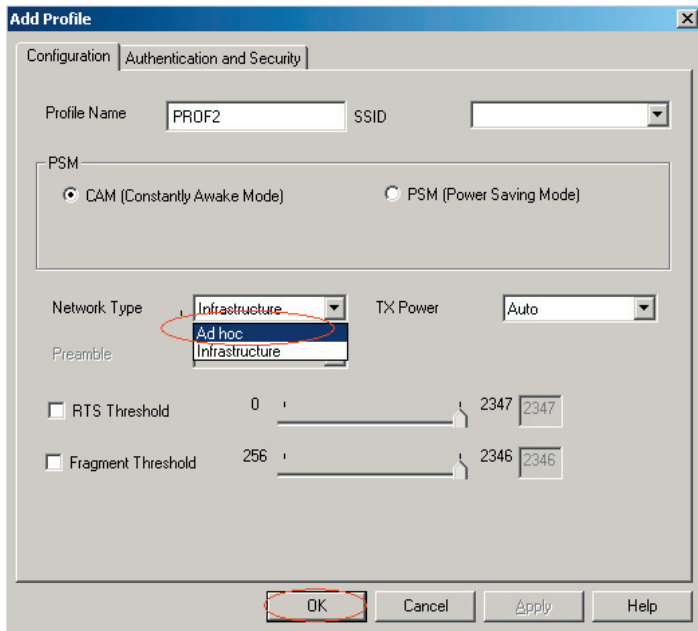 Add Profile
Configuration
Authentication and Security
Profile Name
PROF2
SSID
PSM
CAM (Constantly Awake Mode)
PSM (Power Saving Mode)
Network Type
Infrastructure
TX Power
Auto
Ad hoc
Infrastructure
Preamble
RTS Threshold
0
2347
2347
Fragment Threshold
256
2346
2346
OK
Cancel
Apply
Help